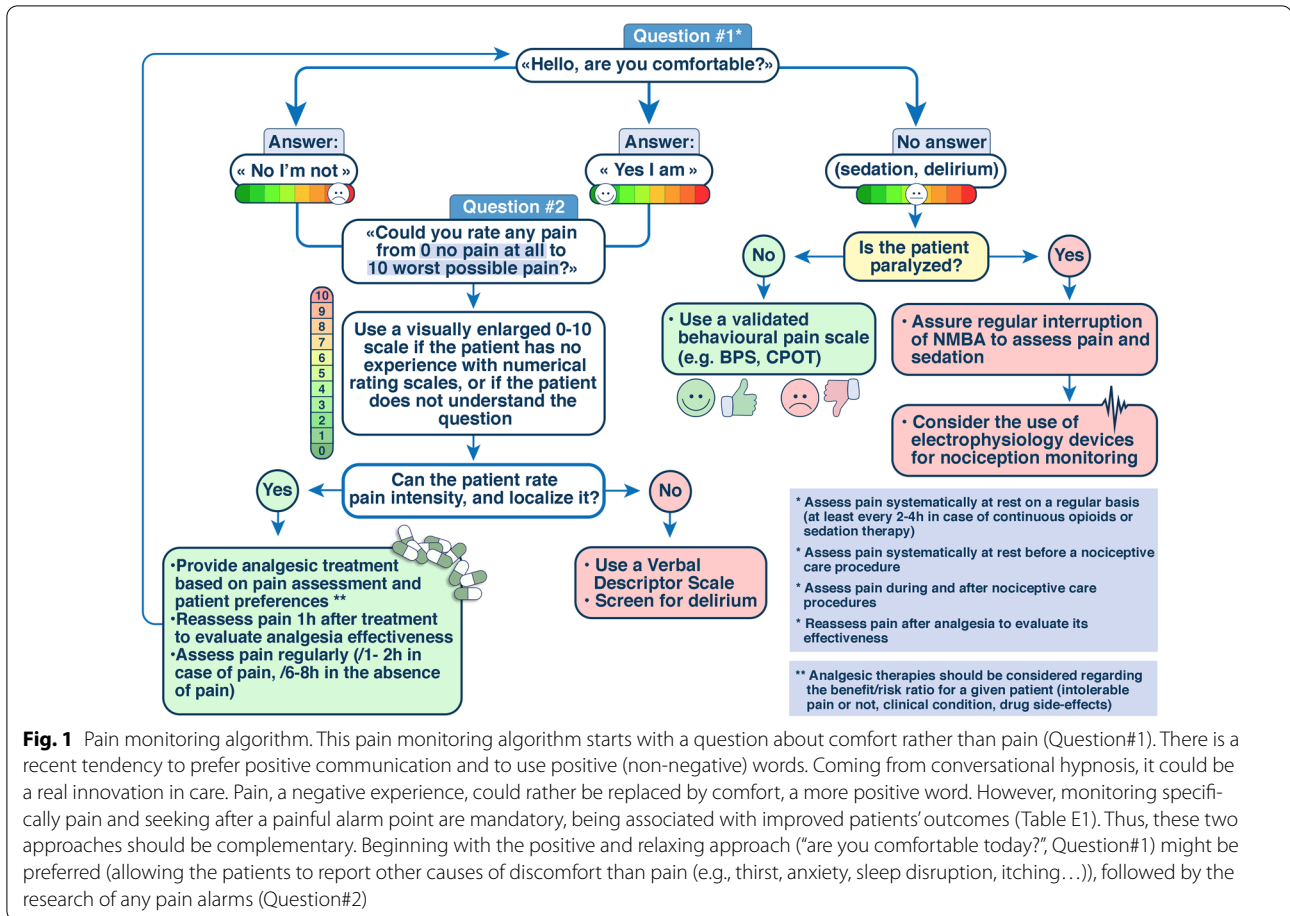 Question #1*
«Hello, are you comfortable?»
Answer:
« No I'm not »
Answer:
« Yes I am »
No answer
(sedation, delirium)
Question #2
«Could you rate any pain
from 0 no pain at all to
10 worst possible pain?»
No
Is the patient
paralyzed?
Yes
10
9
8
7
6
5
4
3
2
1
0
Use a visually enlarged 0-10
scale if the patient has no
experience with numerical
rating scales, or if the patient
does not understand the
question
• Use a validated
behavioural pain scale
(e.g. BPS, CPOT)
• Assure regular interruption
of NMBA to assess pain and
sedation
• Consider the use of
electrophysiology devices
for nociception monitoring
Yes
Can the patient rate
pain intensity, and localize it?
No
•Provide analgesic treatment
based on pain assessment and
patient preferences **
•Reassess pain 1h after treatment
to evaluate analgesia effectiveness
•Assess pain regularly (/1- 2h in
case of pain, /6-8h in the absence
of pain)
• Use a Verbal
Descriptor Scale
• Screen for delirium
* Assess pain systematically at rest on a regular basis
(at least every 2-4h in case of continuous opioids or
sedation therapy)
* Assess pain systematically at rest before a nociceptive
care procedure
* Assess pain during and after nociceptive care
procedures
* Reassess pain after analgesia to evaluate its
effectiveness
** Analgesic therapies should be considered regarding
the benefit/risk ratio for a given patient (intolerable
pain or not, clinical condition, drug side-effects)
Fig. 1 Pain monitoring algorithm. This pain monitoring algorithm starts with a question about comfort rather than pain (Question#1). There is a
recent tendency to prefer positive communication and to use positive (non-negative) words. Coming from conversational hypnosis, it could be
a real innovation in care. Pain, a negative experience, could rather be replaced by comfort, a more positive word. However, monitoring specifi-
cally pain and seeking after a painful alarm point are mandatory, being associated with improved patients' outcomes (Table E1). Thus, these two
approaches should be complementary. Beginning with the positive and relaxing approach (“are you comfortable today?”, Question#1) might be
preferred (allowing the patients to report other causes of discomfort than pain (e.g., thirst, anxiety, sleep disruption, itching…)), followed by the
research of any pain alarms (Question#2)